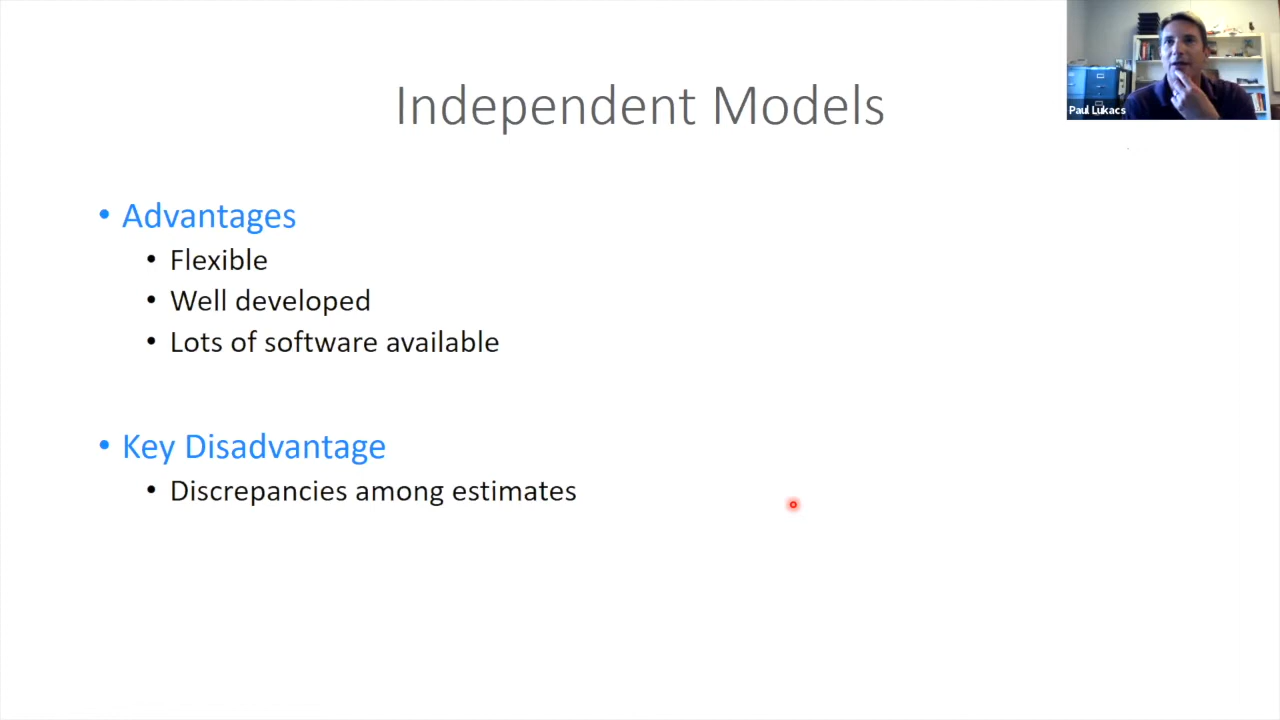 Paul Lukacs
Independent Models
• Advantages
• Flexible
• Well developed
• Lots of software available
• Key Disadvantage
• Discrepancies among estimates